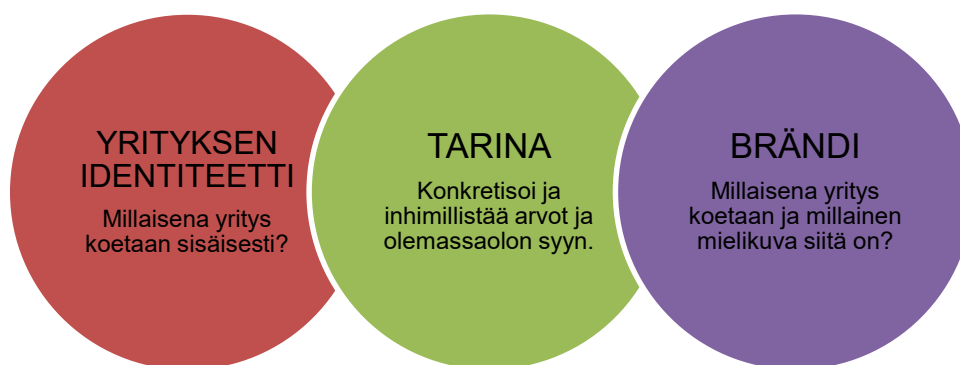 YRITYKSEN
IDENTITEETTI
Millaisena yritys
koetaan sisäisesti?
TARINA
Konkretisoi ja
inhimillistää arvot ja
olemassaolon syyn.
BRÄNDI
Millaisena yritys
koetaan ja millainen
mielikuva siitä on?